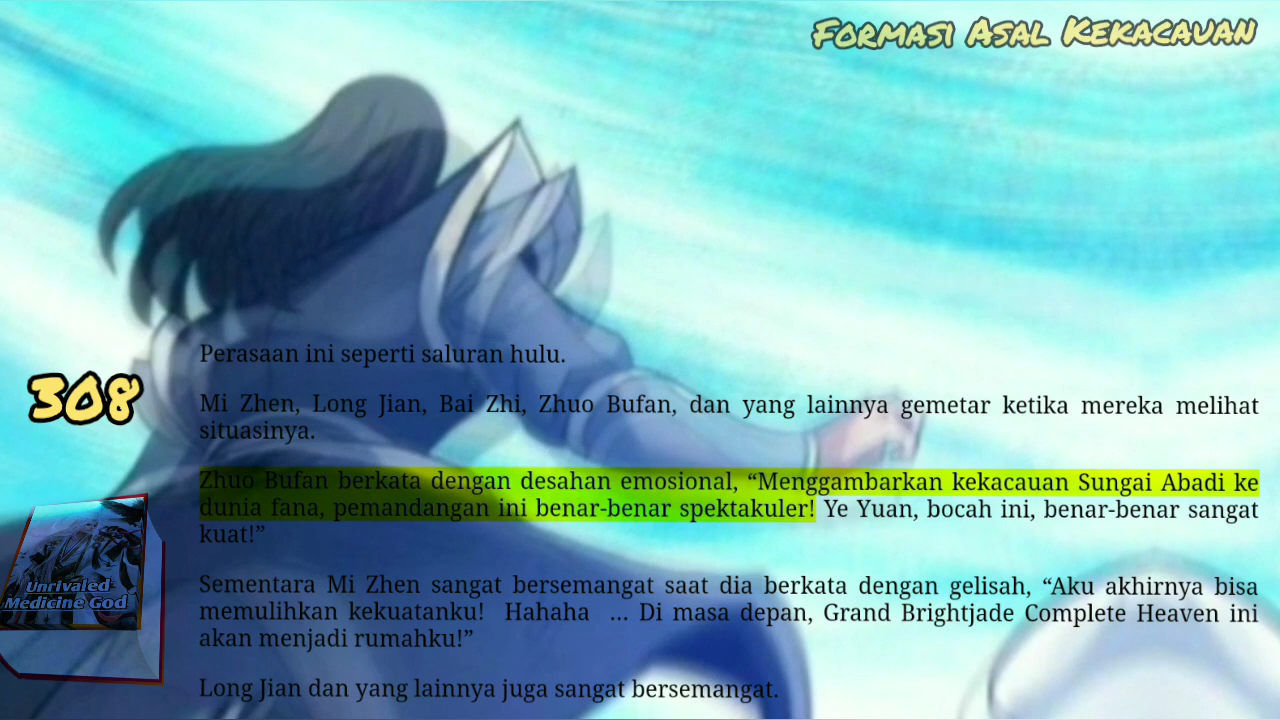 Formasi Asal Kekacauan
Perasaan ini seperti saluran hulu.
308
Mi Zhen, Long Jian, Bai Zhi, Zhuo Bufan, dan yang lainnya gemetar ketika mereka melihat
situasinya.
Zhuo Bufan berkata dengan desahan emosional, “Menggambarkan kekacauan Sungai Abadi ke
dunia fana, pemandangan ini benar-benar spektakuler! Ye Yuan, bocah ini, benar-benar sangat
kuat!”
Unrivaled
Medicine God
Sementara Mi Zhen sangat bersemangat saat dia berkata dengan gelisah, “Aku akhirnya bisa
memulihkan kekuatanku! Hahaha … Di masa depan, Grand Brightjade Complete Heaven ini
akan menjadi rumahku!”
Long Jian dan yang lainnya juga sangat bersemangat.